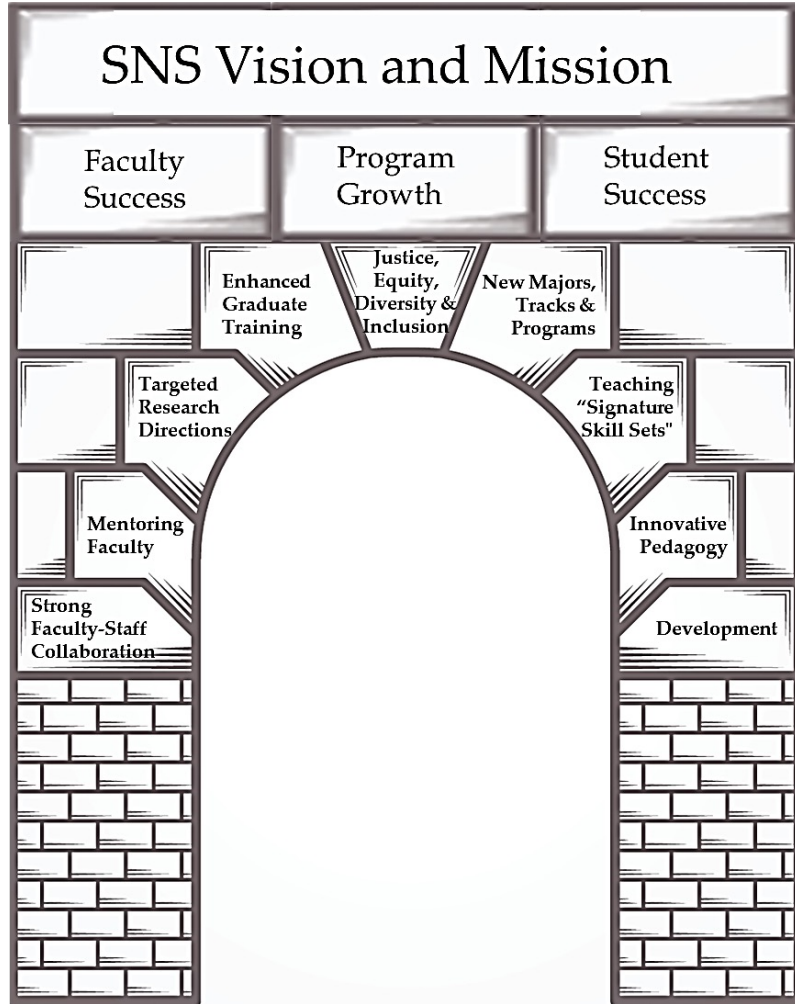 SNS Vision and Mission
Faculty
Success
Program
Growth
Student
Success
Enhanced
Graduate
Training
Justice,
Equity,
Diversity &
Inclusion
New Majors,
Tracks &
Programs
Targeted
Research
Directions
Teaching
“Signature
Skill Sets"
Mentoring
Faculty
Innovative
Pedagogy
Strong
Faculty-Staff
Collaboration
Development